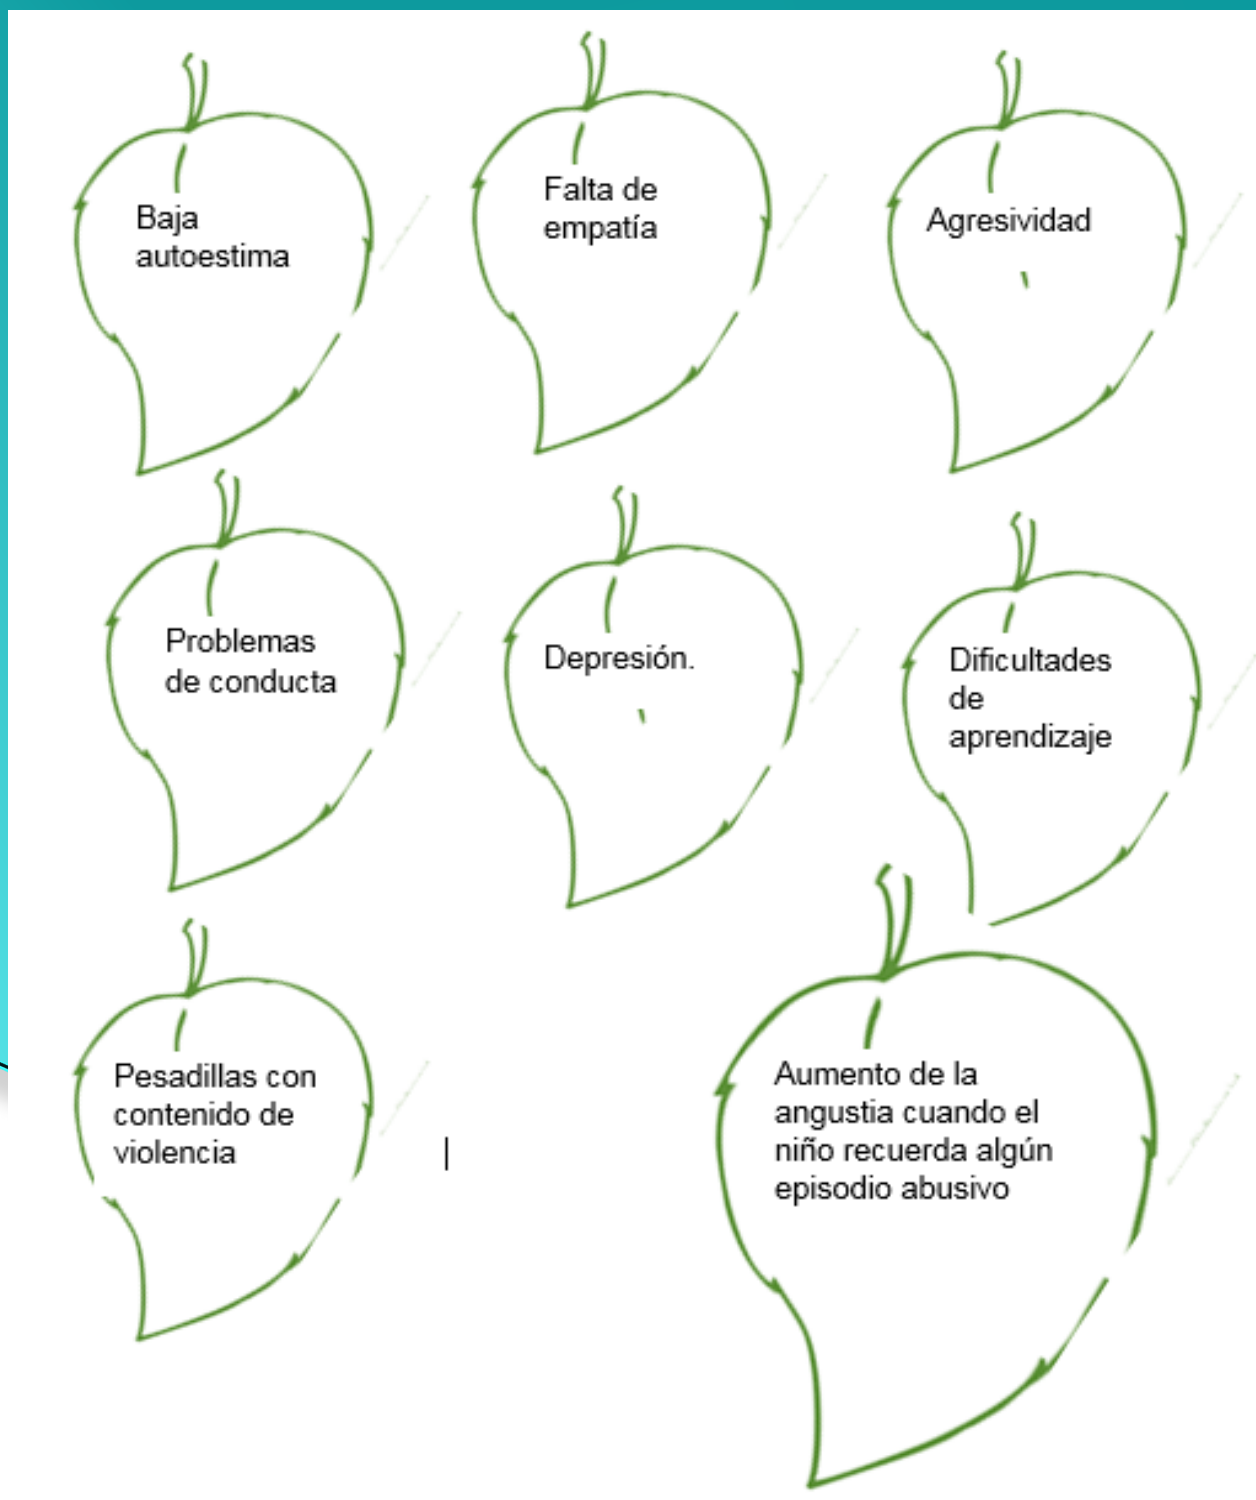 Baja
autoestima
Falta de
empatía
Agresividad
Problemas
de conducta
Depresión.
Dificultades
de
aprendizaje
Pesadillas con
contenido de
violencia
Aumento de la
angustia cuando el
niño recuerda algún
episodio abusivo